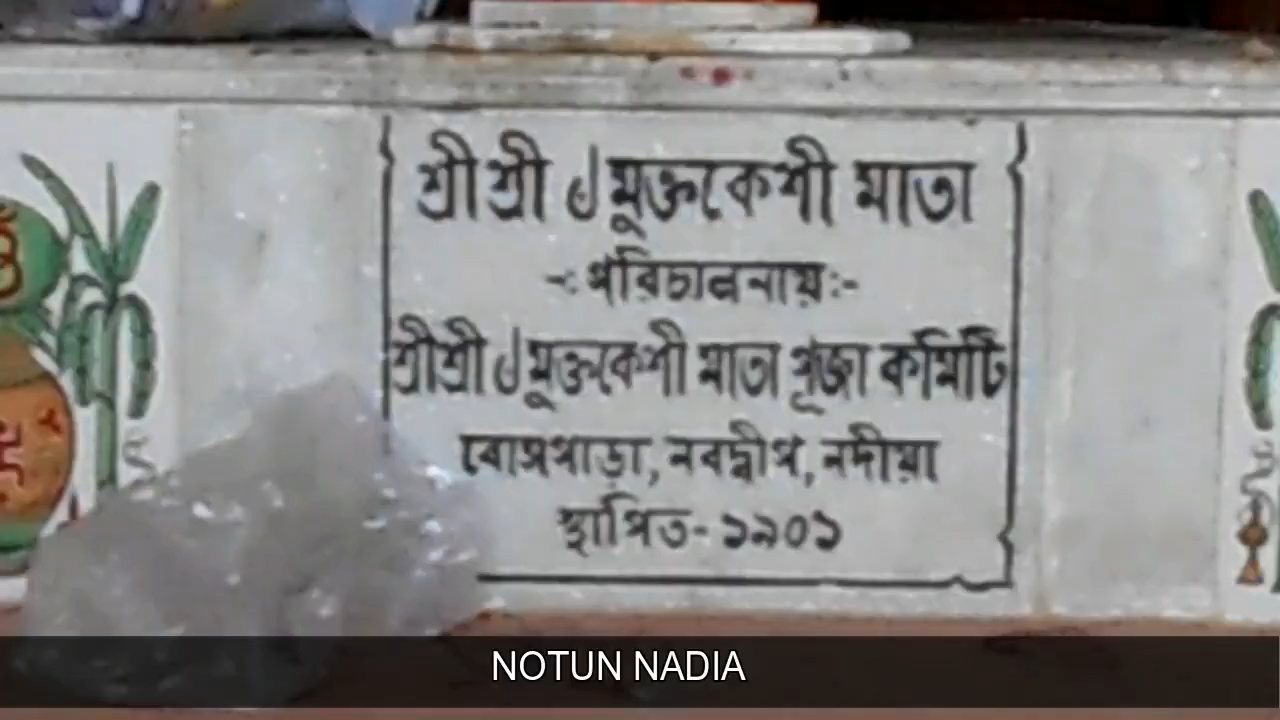 শ্রীশ্রী ঁমুক্তকেশী মাতা
-ঃপরিচালনায়ঃ-
শ্রীশ্রী ঁমুক্তকেশী মাতা পূজা কমিটি
বোসপাড়া, নবদ্বীপ, নদীয়া
স্থাপিত- ১৯০১
NOTUN NADIA